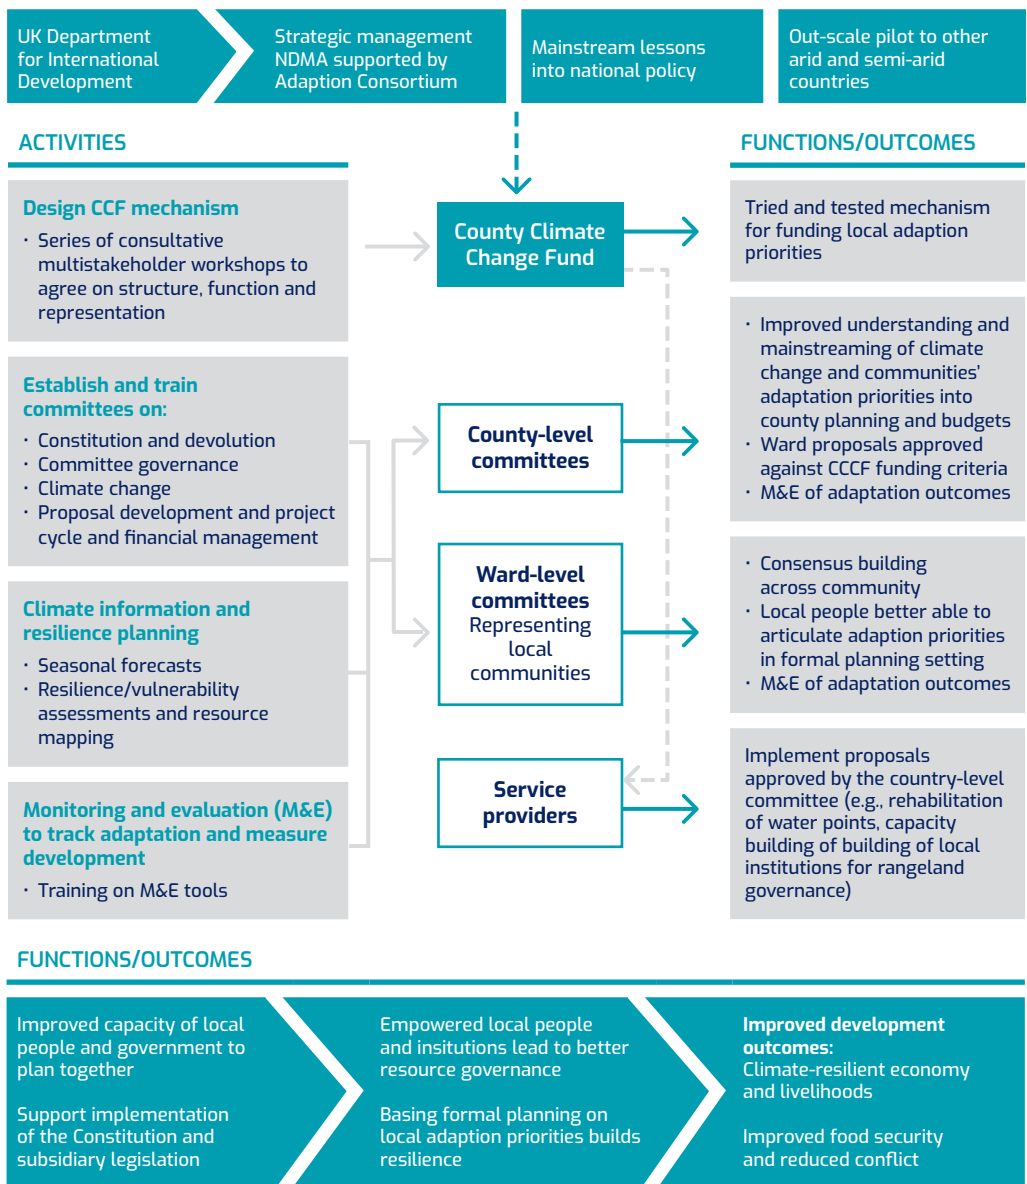 UK Department
for International
Development
Strategic management
NDMA supported by
Adaption Consortium
Mainstream lessons
into national policy
Out-scale pilot to other
arid and semi-arid
countries
ACTIVITIES
Design CCF mechanism
· Series of consultative
multistakeholder workshops to
agree on structure, function and
representation
Establish and train
committees on:
· Constitution and devolution
· Committee governance
· Climate change
· Proposal development and project
cycle and financial management
Climate information and
resilience planning
· Seasonal forecasts
· Resilience/vulnerability
assessments and resource
mapping
Monitoring and evaluation (M&E)
to track adaptation and measure
development
· Training on M&E tools
County Climate
Change Fund
County-level
committees
Ward-level
committees
Representing
local
communities
Service
providers
FUNCTIONS/OUTCOMES
Tried and tested mechanism
for funding local adaption
priorities
· Improved understanding and
mainstreaming of climate
change and communities'
adaptation priorities into
county planning and budgets
· Ward proposals approved
against CCCF funding criteria
· M&E of adaptation outcomes
· Consensus building
across community
· Local people better able to
articulate adaption priorities
in formal planning setting
· M&E of adaptation outcomes
Implement proposals
approved by the country-level
committee (e.g., rehabilitation
of water points, capacity
building of building of local
institutions for rangeland
governance)
FUNCTIONS/OUTCOMES
Improved capacity of local
people and government to
plan together
Support implementation
of the Constitution and
subsidiary legislation
Empowered local people
and insitutions lead to better
resource governance
Basing formal planning on
local adaption priorities builds
resilience
Improved development
outcomes:
Climate-resilient economy
and livelihoods
Improved food security
and reduced conflict